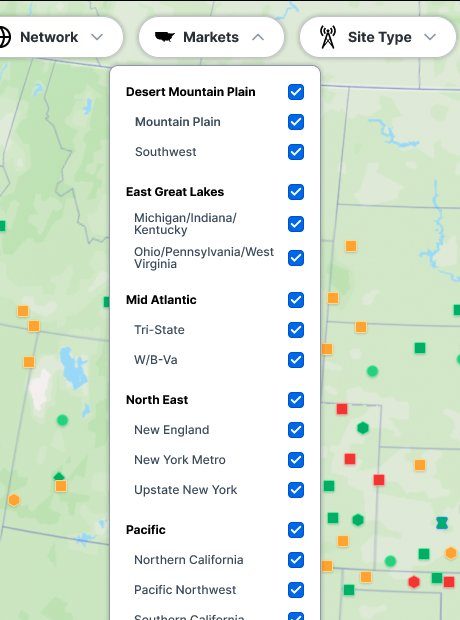 Network
Markets
Site Type
Desert Mountain Plain
Mountain Plain
Southwest
East Great Lakes
Michigan/Indiana/
Kentucky
Ohio/Pennsylvania/West
Virginia
Mid Atlantic
Tri-State
W/B-Va
North East
New England
New York Metro
Upstate New York
Pacific
Northern California
Pacific Northwest
Southern California